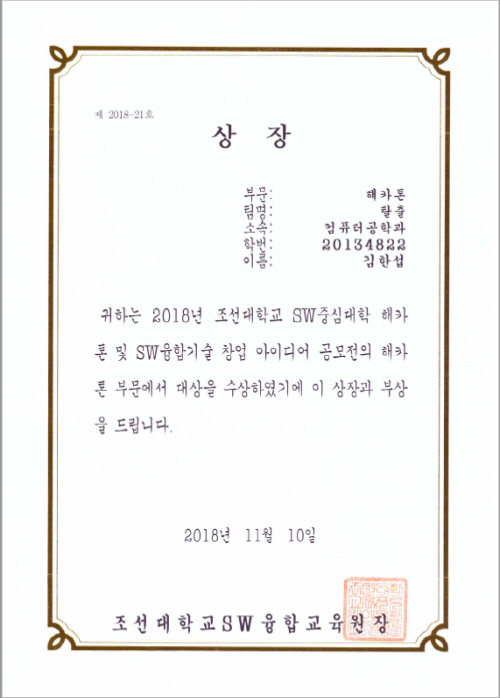 제 2018-21호
상 장
부문: 해카톤
팀명: 탈출
소속: 컴퓨터공학과
학번: 20134822
이름: 김한섭
귀하는 2018년 조선대학교 SW중심대학 해카
톤 및 SW융합기술 창업 아이디어 공모전의 해카
톤 부문에서 대상을 수상하였기에 이 상장과 부상
을 드립니다.
2018년 11월 10일
조선대학교SW융합교육원장